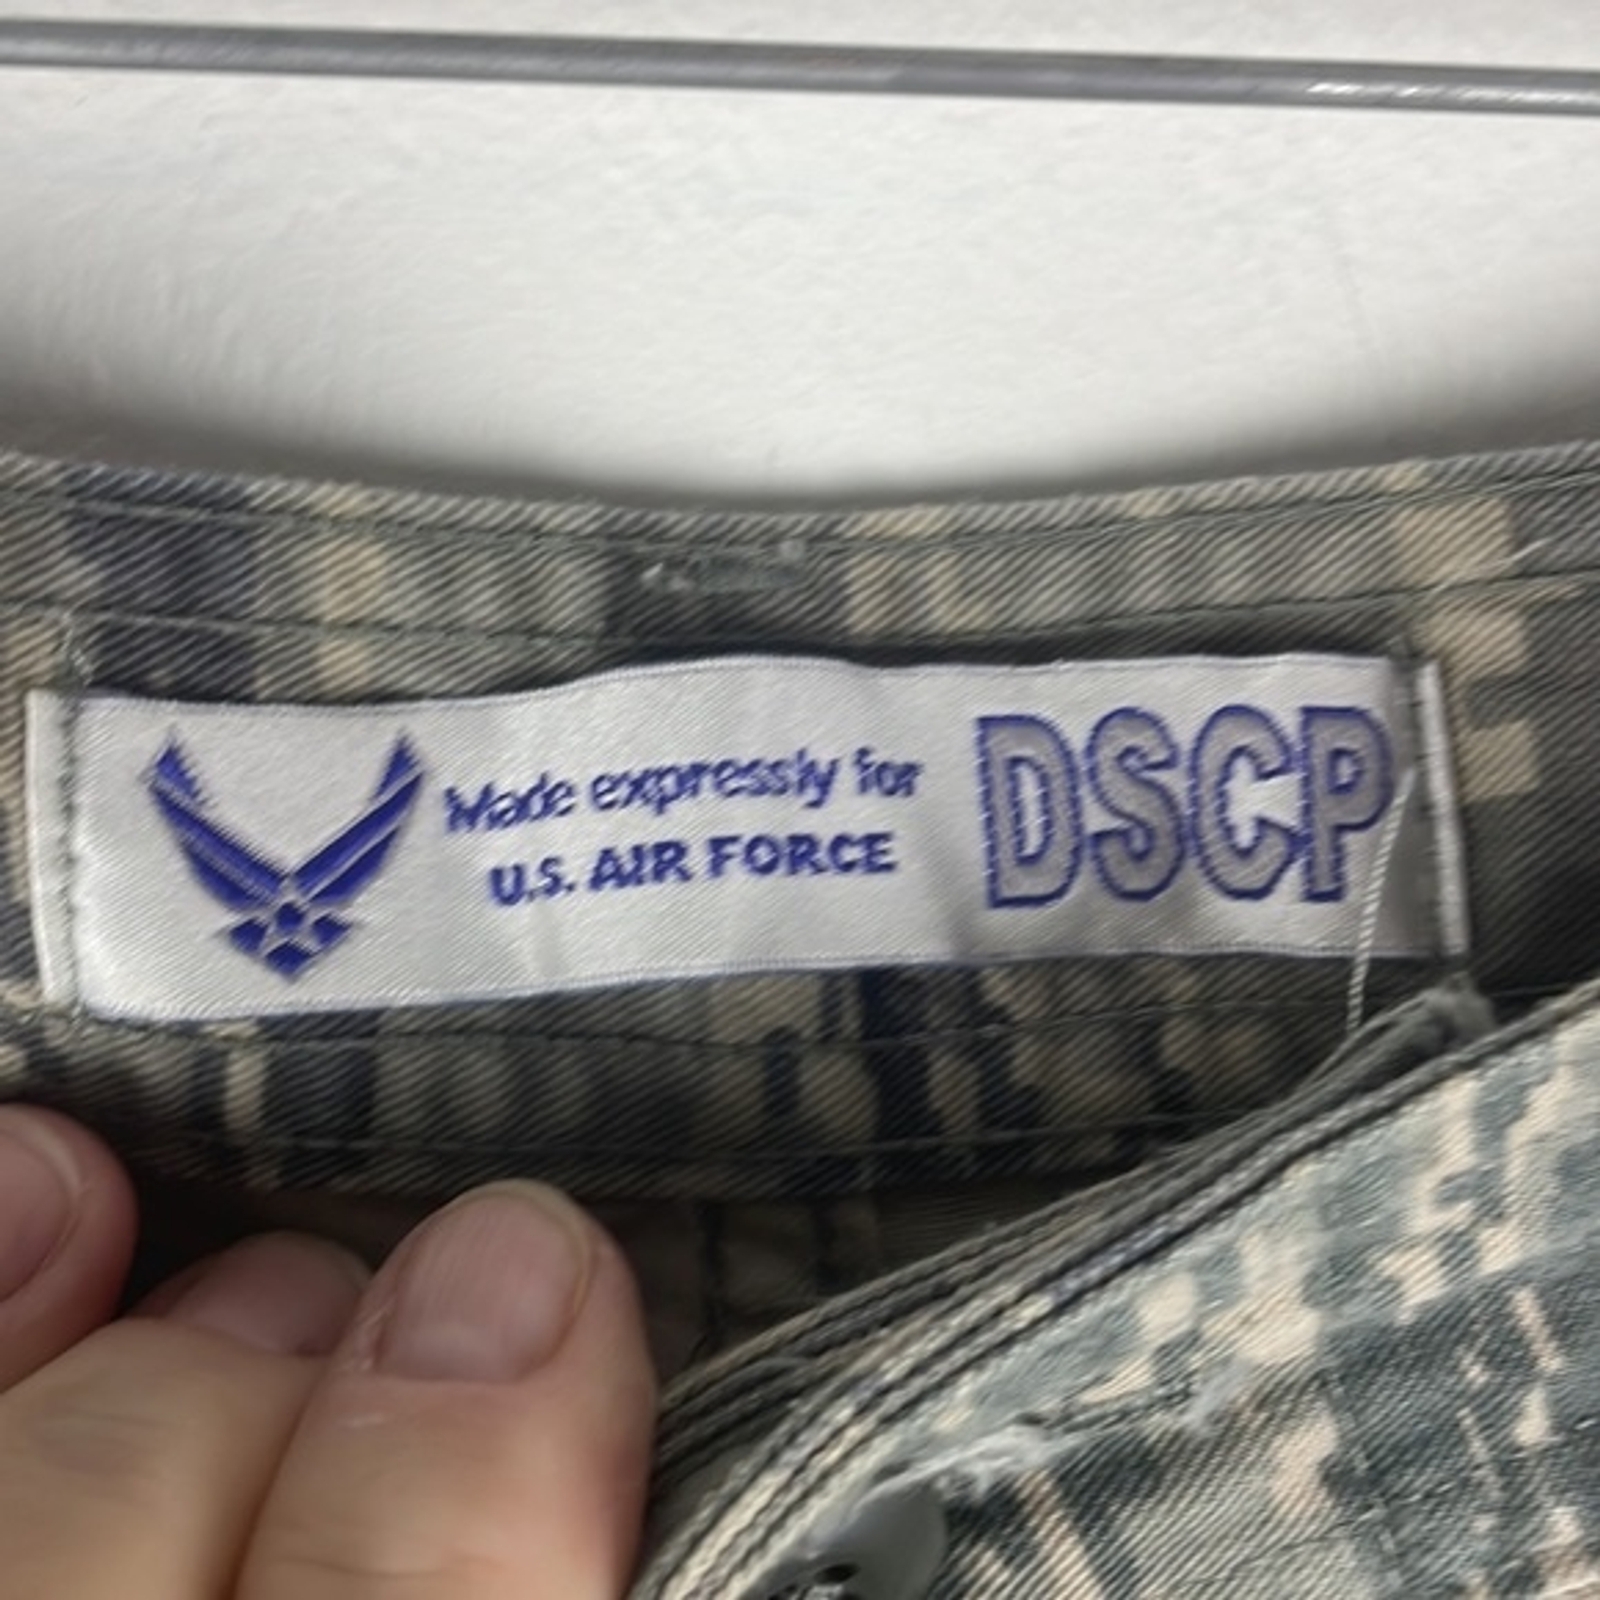 Made expressly for
U.S. AIR FORCE
DSCP